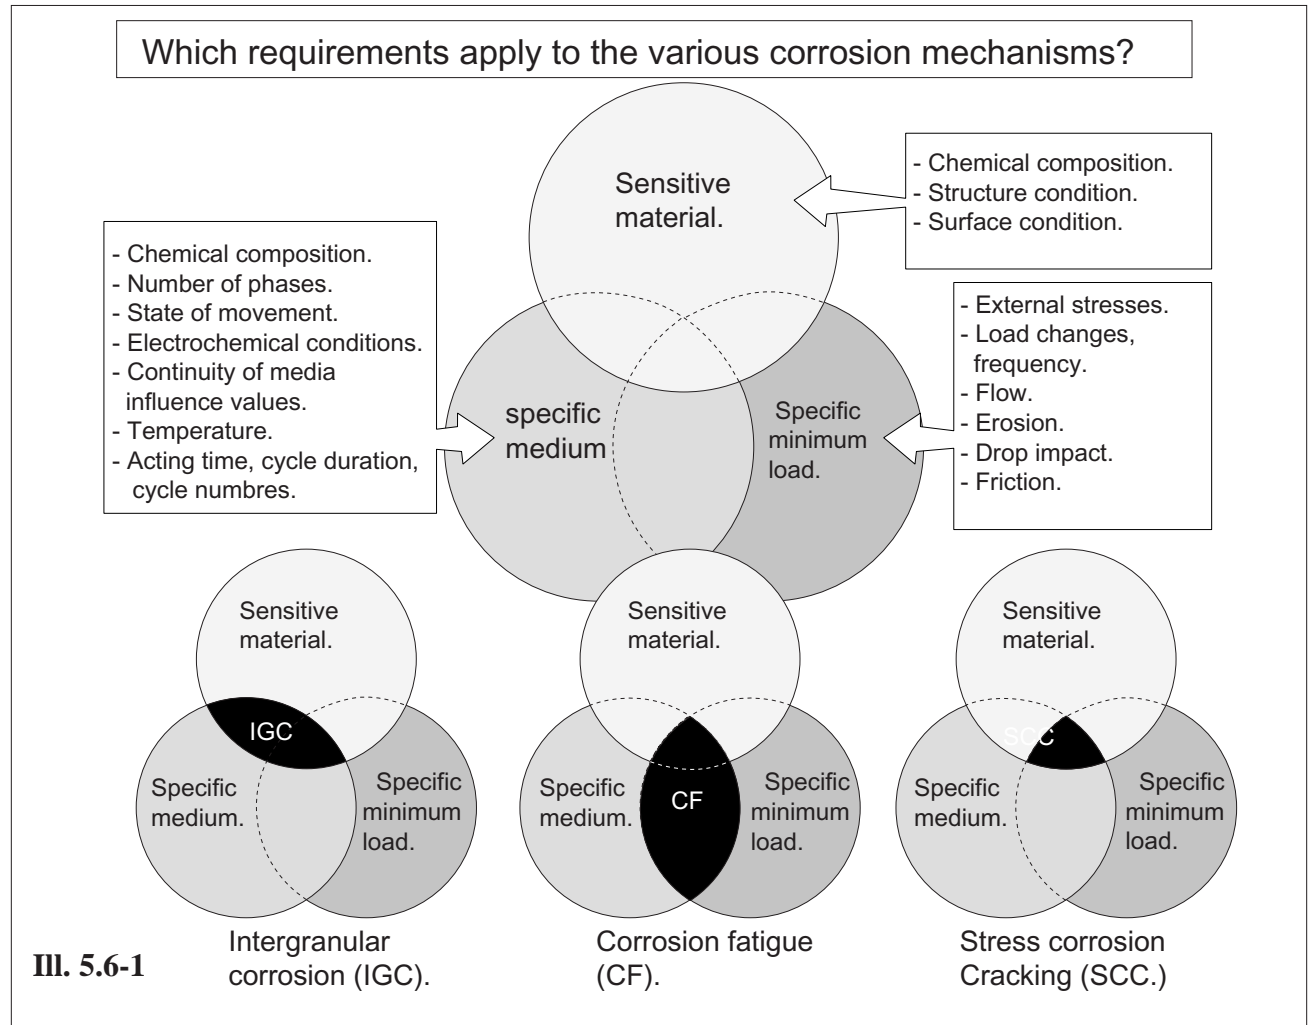 Which requirements apply to the various corrosion mechanisms?
Sensitive
material.
- Chemical composition.
- Structure condition.
- Surface condition.
- Chemical composition.
- Number of phases.
- State of movement.
- Electrochemical conditions.
- Continuity of media
influence values.
- Temperature.
- Acting time, cycle duration,
cycle numbres.
- External stresses.
- Load changes,
frequency.
- Flow.
- Erosion.
- Drop impact.
- Friction.
specific
medium
Specific
minimum
load.
Sensitive
material.
IGC
Specific
medium.
Specific
minimum
load.
Intergranular
corrosion (IGC).
Sensitive
material.
CF
Specific
medium.
Specific
minimum
load.
Corrosion fatigue
(CF).
Sensitive
material.
SCC
Specific
medium.
Specific
minimum
load.
Stress corrosion
Cracking (SCC.)
Ill. 5.6-1